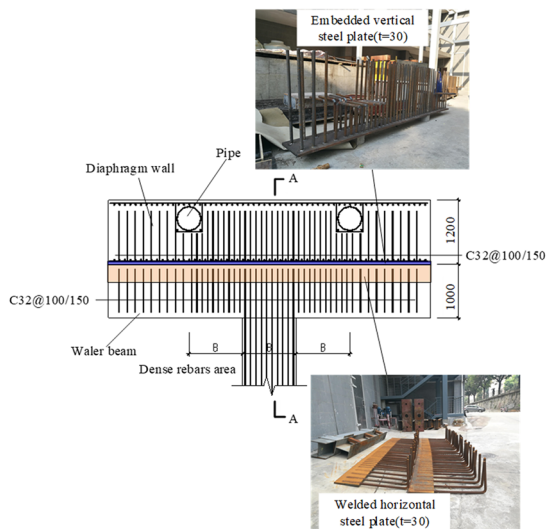 Embedded vertical
steel plate(t=30)
Pipe
Diaphragm wall
A
1200
C32@100/150
C32@100/150
1000
Waler beam
B
B
B
Dense rebars area
A
Welded horizontal
steel plate(t=30)